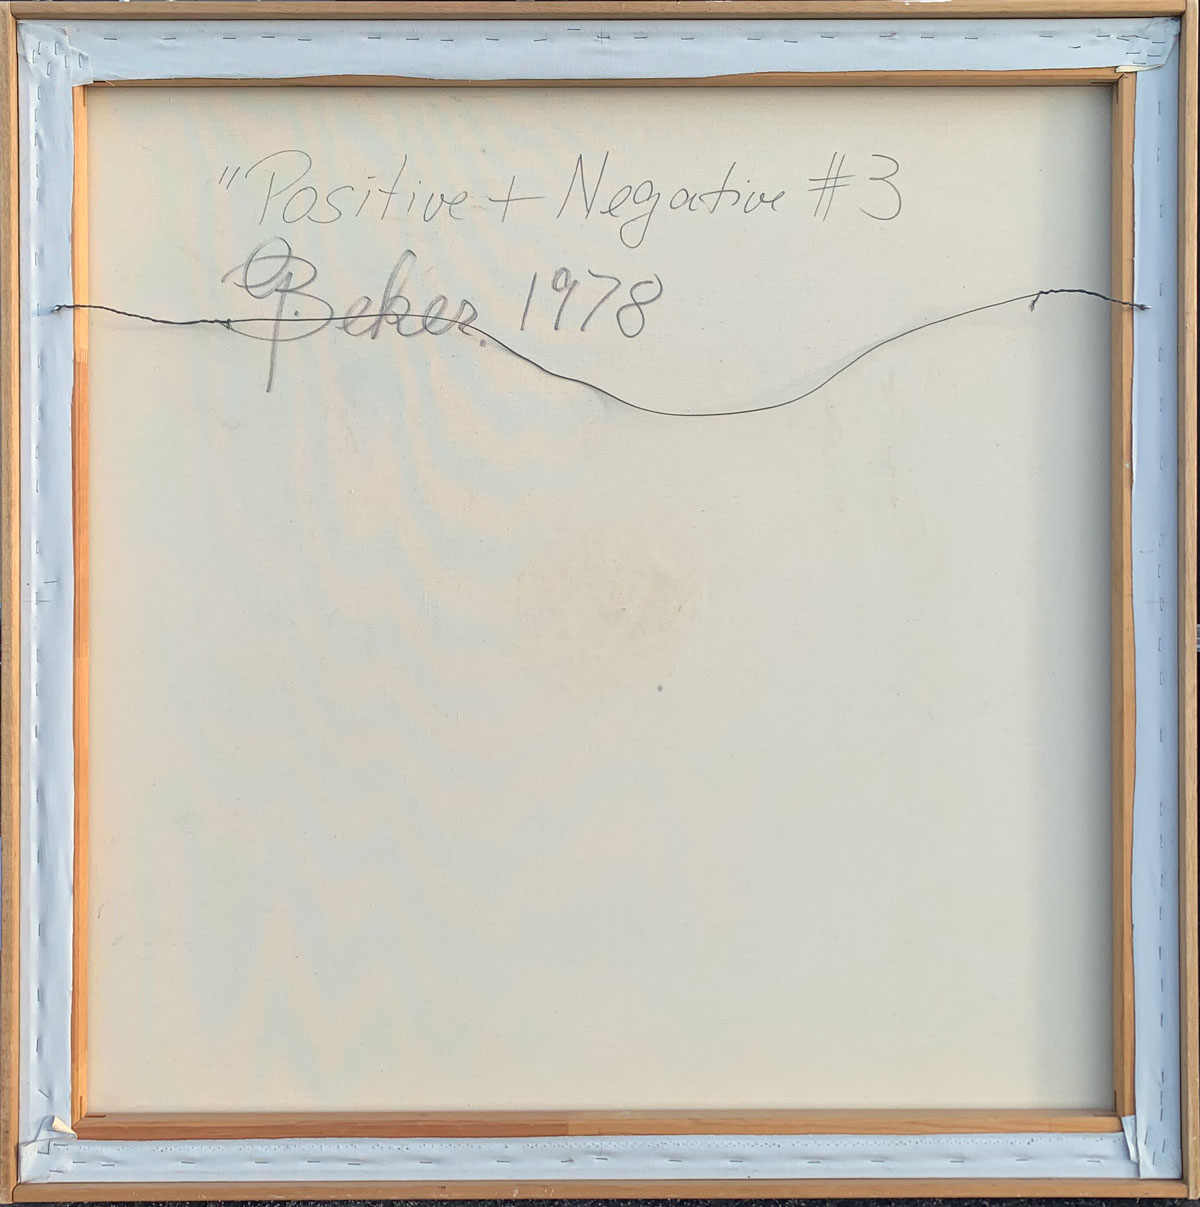 "Positive + Negative #3
Beker. 1978